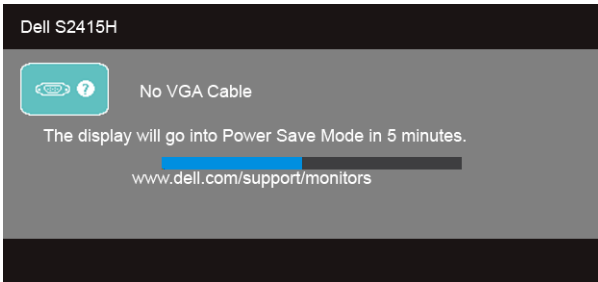 Dell S2415H
?
No VGA Cable
The display will go into Power Save Mode in 5 minutes.
www.dell.com/support/monitors